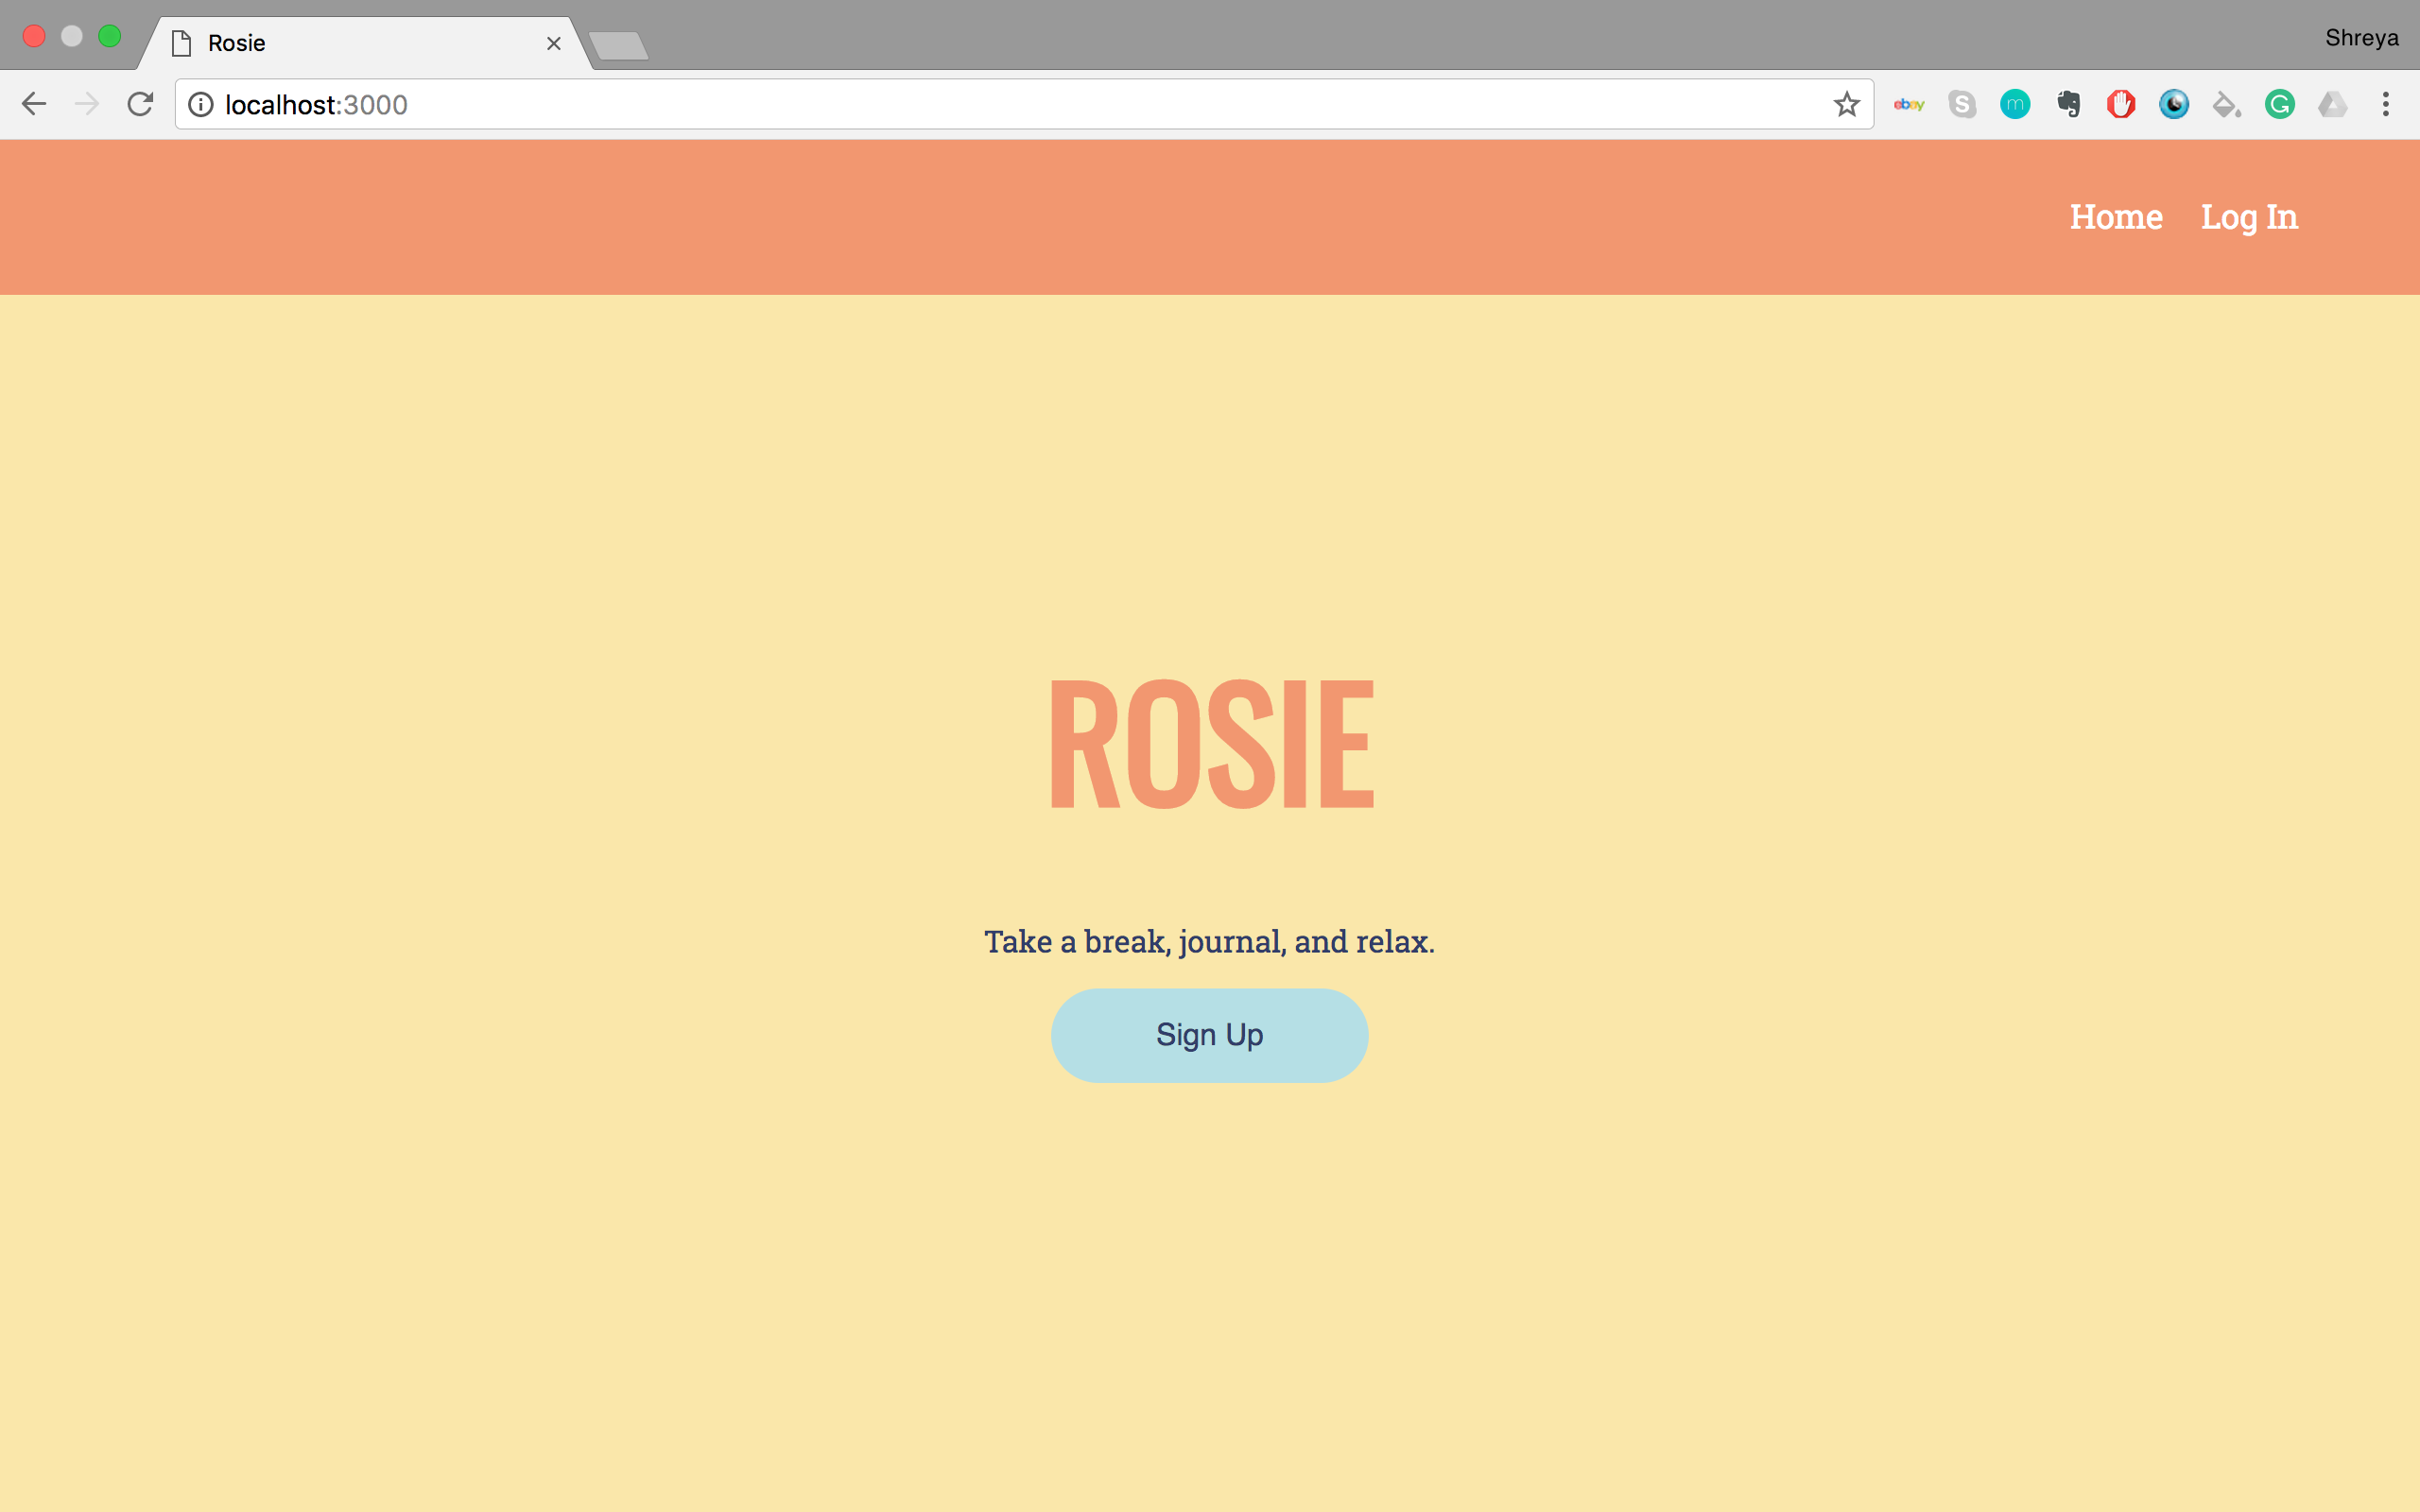 Rosie
Shreya
localhost:3000
ebay
S
m
G
Home Log In
ROSIE
Take a break, journal, and relax.
Sign Up